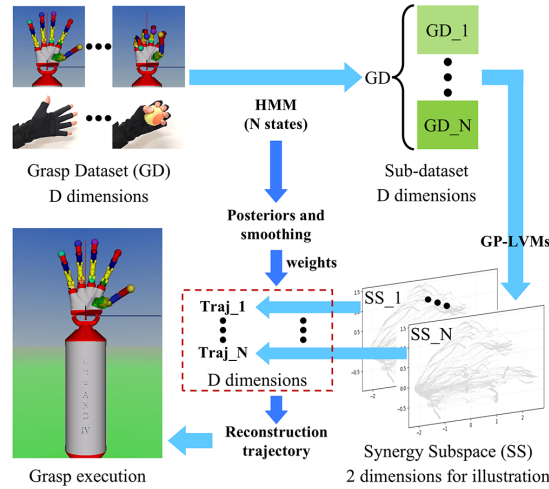 GD_1
GD
HMM
(N states)
GD_N
Grasp Dataset (GD)
D dimensions
Sub-dataset
D dimensions
Posteriors and
smoothing
GP-LVMs
weights
SS_1
Traj_1
SS_N
Traj_N
D dimensions
Reconstruction
trajectory
Synergy Subspace (SS)
2 dimensions for illustration
Grasp execution